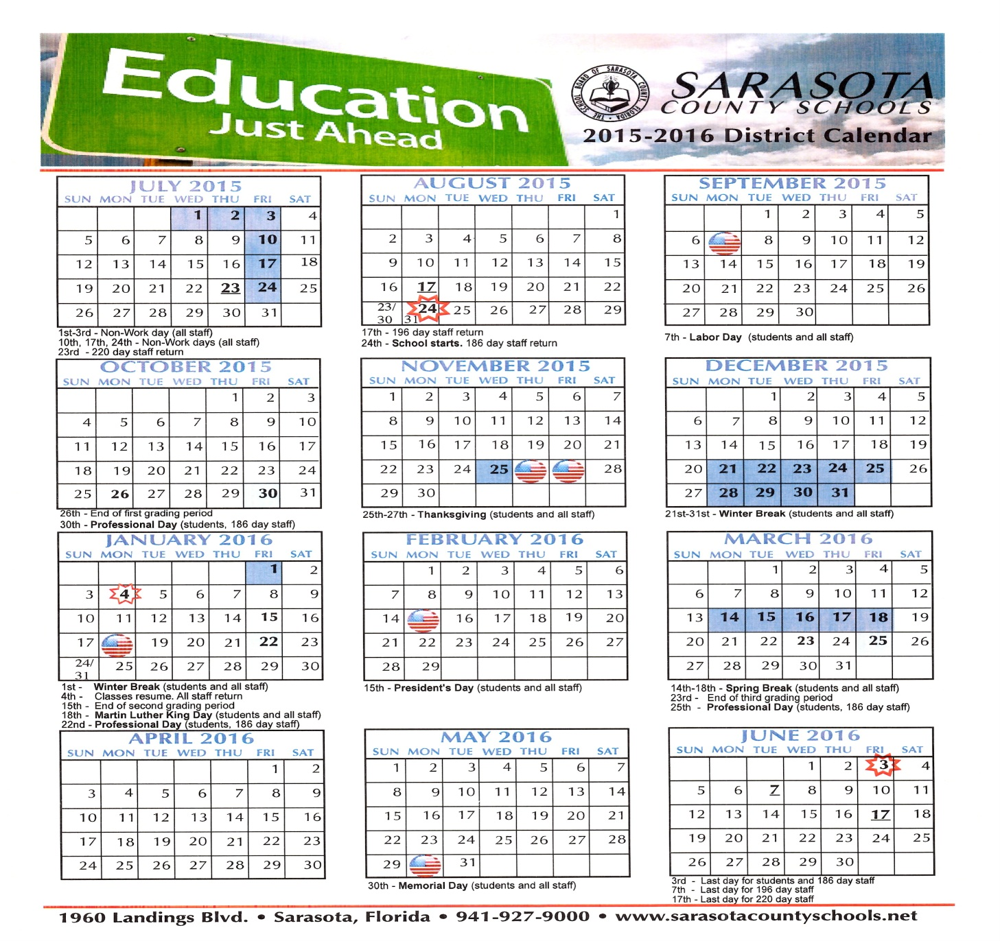 Education
Just Ahead
THE SCHOOL BOARD OF SARASOTA COUNTY, FLORIDA
SARASOTA
COUNTY SCHOOLS
2015-2016 District Calendar
JULY 2015
SUN MON TUE WED THU FRI SAT
1 2 3 4
5 6 7 8 9 10 11
12 13 14 15 16 17 18
19 20 21 22 23 24 25
26 27 28 29 30 31
1st-3rd - Non-Work day (all staff)
10th, 17th, 24th - Non-Work days (all staff)
23rd - 220 day staff return
AUGUST 2015
SUN MON TUE WED THU FRI SAT
1
2 3 4 5 6 7 8
9 10 11 12 13 14 15
16 17 18 19 20 21 22
23/30 24 31 25 26 27 28 29
17th - 196 day staff return
24th - School starts. 186 day staff return
SEPTEMBER 2015
SUN MON TUE WED THU FRI SAT
1 2 3 4 5
6 8 9 10 11 12
13 14 15 16 17 18 19
20 21 22 23 24 25 26
27 28 29 30
7th - Labor Day (students and all staff)
OCTOBER 2015
SUN MON TUE WED THU FRI SAT
1 2 3
4 5 6 7 8 9 10
11 12 13 14 15 16 17
18 19 20 21 22 23 24
25 26 27 28 29 30 31
26th - End of first grading period
30th - Professional Day (students, 186 day staff)
NOVEMBER 2015
SUN MON TUE WED THU FRI SAT
1 2 3 4 5 6 7
8 9 10 11 12 13 14
15 16 17 18 19 20 21
22 23 24 25 28
29 30
25th-27th - Thanksgiving (students and all staff)
DECEMBER 2015
SUN MON TUE WED THU FRI SAT
1 2 3 4 5
6 7 8 9 10 11 12
13 14 15 16 17 18 19
20 21 22 23 24 25 26
27 28 29 30 31
21st-31st - Winter Break (students and all staff)
JANUARY 2016
SUN MON TUE WED THU FRI SAT
1 2
3 4 5 6 7 8 9
10 11 12 13 14 15 16
17 19 20 21 22 23
24/31 25 26 27 28 29 30
1st - Winter Break (students and all staff)
4th - Classes resume. All staff return
15th - End of second grading period
18th - Martin Luther King Day (students and all staff)
22nd - Professional Day (students, 186 day staff)
FEBRUARY 2016
SUN MON TUE WED THU FRI SAT
1 2 3 4 5 6
7 8 9 10 11 12 13
14 16 17 18 19 20
21 22 23 24 25 26 27
28 29
15th - President's Day (students and all staff)
MARCH 2016
SUN MON TUE WED THU FRI SAT
1 2 3 4 5
6 7 8 9 10 11 12
13 14 15 16 17 18 19
20 21 22 23 24 25 26
27 28 29 30 31
14th-18th - Spring Break (students and all staff)
23rd - End of third grading period
25th - Professional Day (students, 186 day staff)
APRIL 2016
SUN MON TUE WED THU FRI SAT
1 2
3 4 5 6 7 8 9
10 11 12 13 14 15 16
17 18 19 20 21 22 23
24 25 26 27 28 29 30
MAY 2016
SUN MON TUE WED THU FRI SAT
1 2 3 4 5 6 7
8 9 10 11 12 13 14
15 16 17 18 19 20 21
22 23 24 25 26 27 28
29 31
30th - Memorial Day (students and all staff)
JUNE 2016
SUN MON TUE WED THU FRI SAT
1 2 3 4
5 6 7 8 9 10 11
12 13 14 15 16 17 18
19 20 21 22 23 24 25
26 27 28 29 30
3rd - Last day for students and 186 day staff
7th - Last day for 196 day staff
17th - Last day for 220 day staff
1960 Landings Blvd. • Sarasota, Florida • 941-927-9000 • www.sarasotacountyschools.net